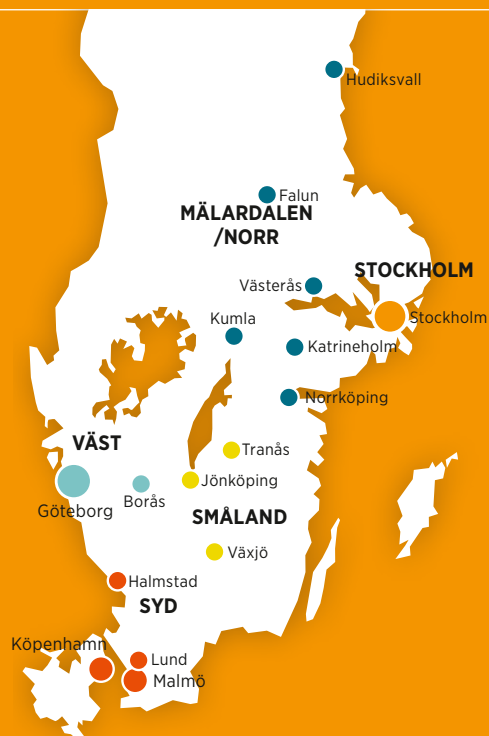 Hudiksvall
Falun
MÄLARDALEN
/NORR
Västerås
STOCKHOLM
Stockholm
Kumla
Katrineholm
Norrköping
VÄST
Tranås
Jönköping
Göteborg
Borås
SMÅLAND
Växjö
Halmstad
SYD
Köpenhamn
Lund
Malmö